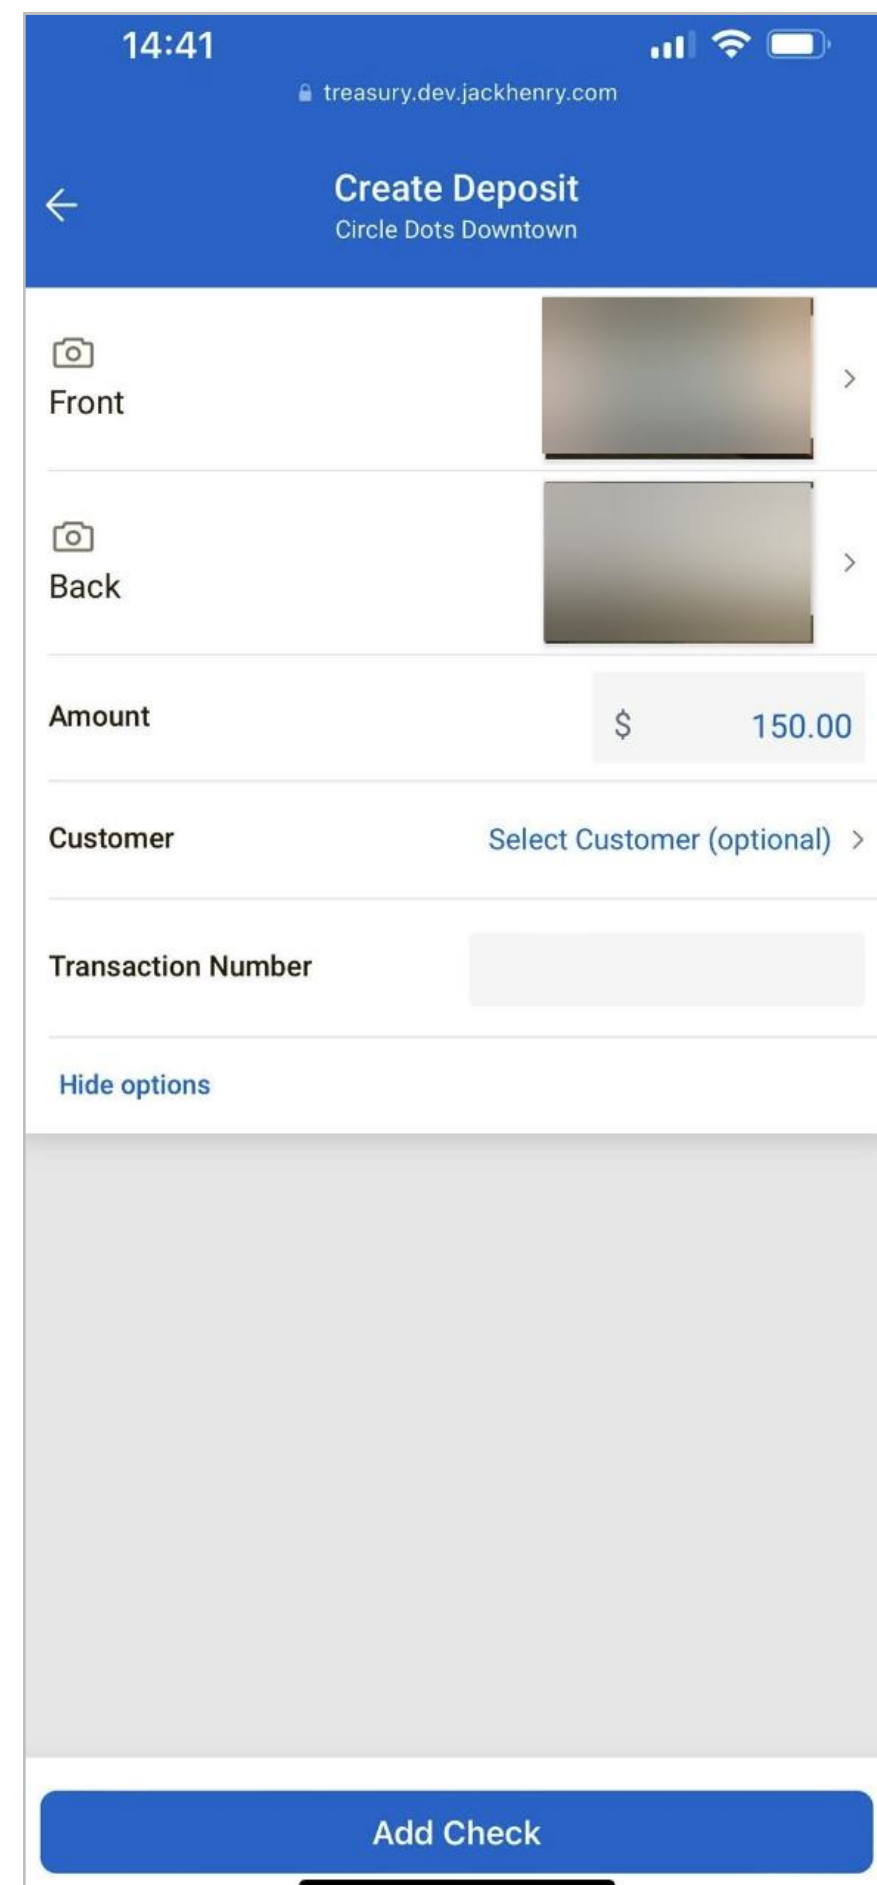 14:41
treasury.dev.jackhenry.com
Create Deposit
Circle Dots Downtown
Front
Back
Amount $ 150.00
Customer Select Customer (optional)
Transaction Number
Hide options
Add Check